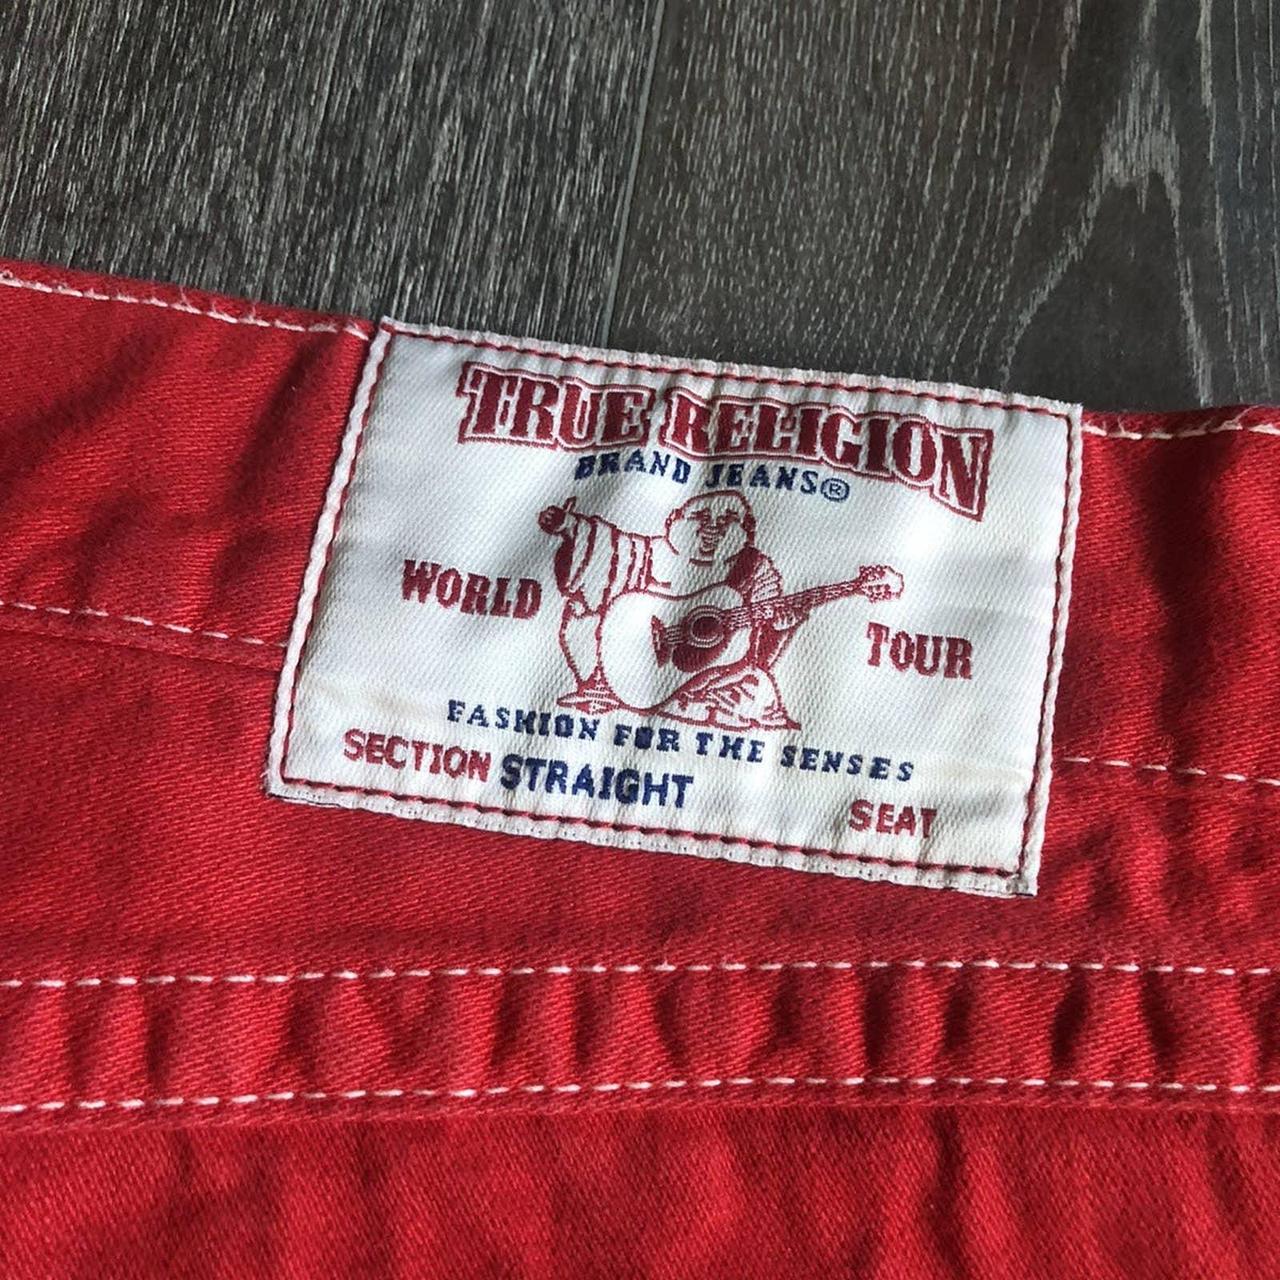 TRUE RELIGION
BRAND JEANS®
WORLD TOUR
FASHION FOR THE SENSES
SECTION STRAIGHT SEAT